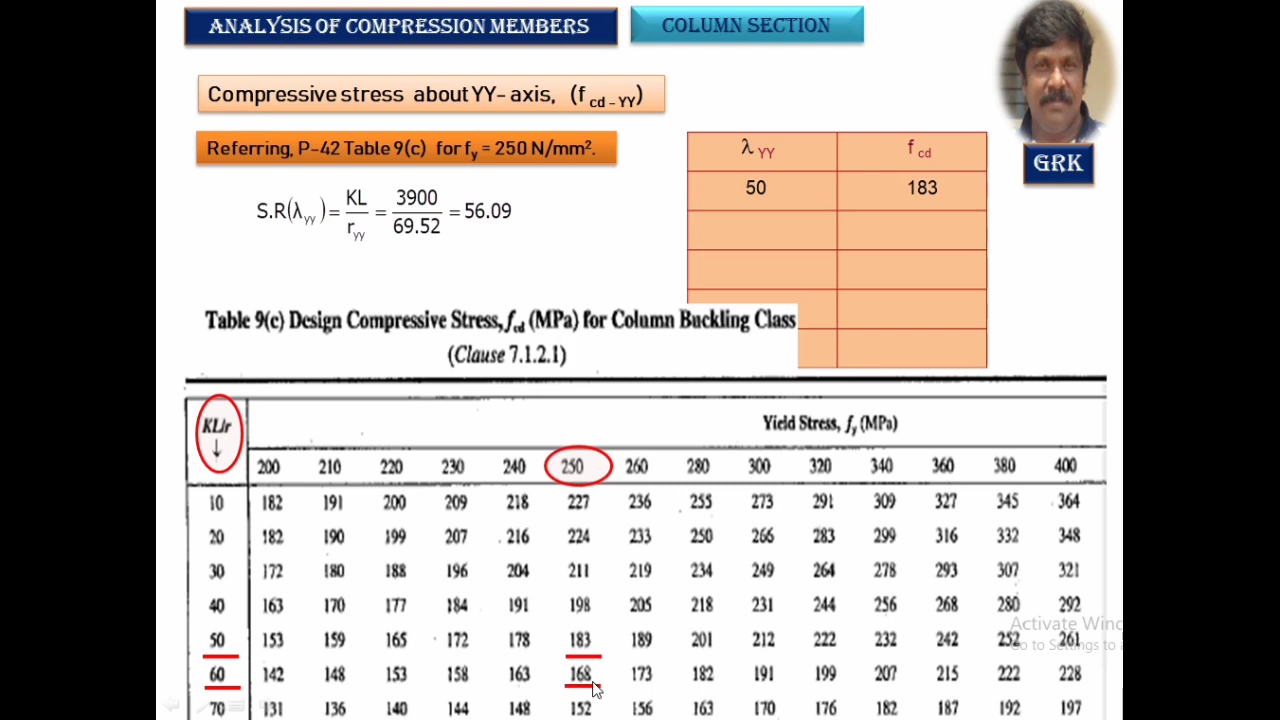 ANALYSIS OF COMPRESSION MEMBERS
COLUMN SECTION
Compressive stress about YY- axis, (f cd - YY)
Referring, P-42 Table 9(c) for fy = 250 N/mm².
GRK
λ YY f cd
50 183
S.R(λyy) = KL/ryy = 3900/69.52 = 56.09
Table 9(c) Design Compressive Stress, fcd (MPa) for Column Buckling Class
(Clause 7.1.2.1)
KL/r Yield Stress, fy (MPa)
↓
200 210 220 230 240 250 260 280 300 320 340 360 380 400
10 182 191 200 209 218 227 236 255 273 291 309 327 345 364
20 182 190 199 207 216 224 233 250 266 283 299 316 332 348
30 172 180 188 196 204 211 219 234 249 264 278 293 307 321
40 163 170 177 184 191 198 205 218 231 244 256 268 280 292
50 153 159 165 172 178 183 189 201 212 222 232 242 252 261
60 142 148 153 158 163 168 173 182 191 199 207 215 222 228
70 131 136 140 144 148 152 156 163 170 176 182 187 192 197
Activate Wind
Go to Settings to a